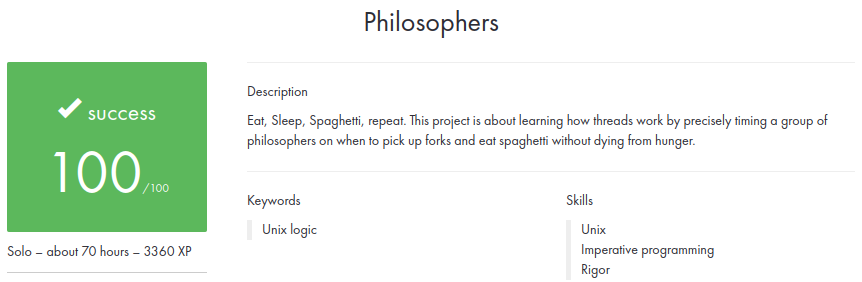 Philosophers
success
100/100
Solo – about 70 hours – 3360 XP
Description
Eat, Sleep, Spaghetti, repeat. This project is about learning how threads work by precisely timing a group of
philosophers on when to pick up forks and eat spaghetti without dying from hunger.
Keywords
Unix logic
Skills
Unix
Imperative programming
Rigor